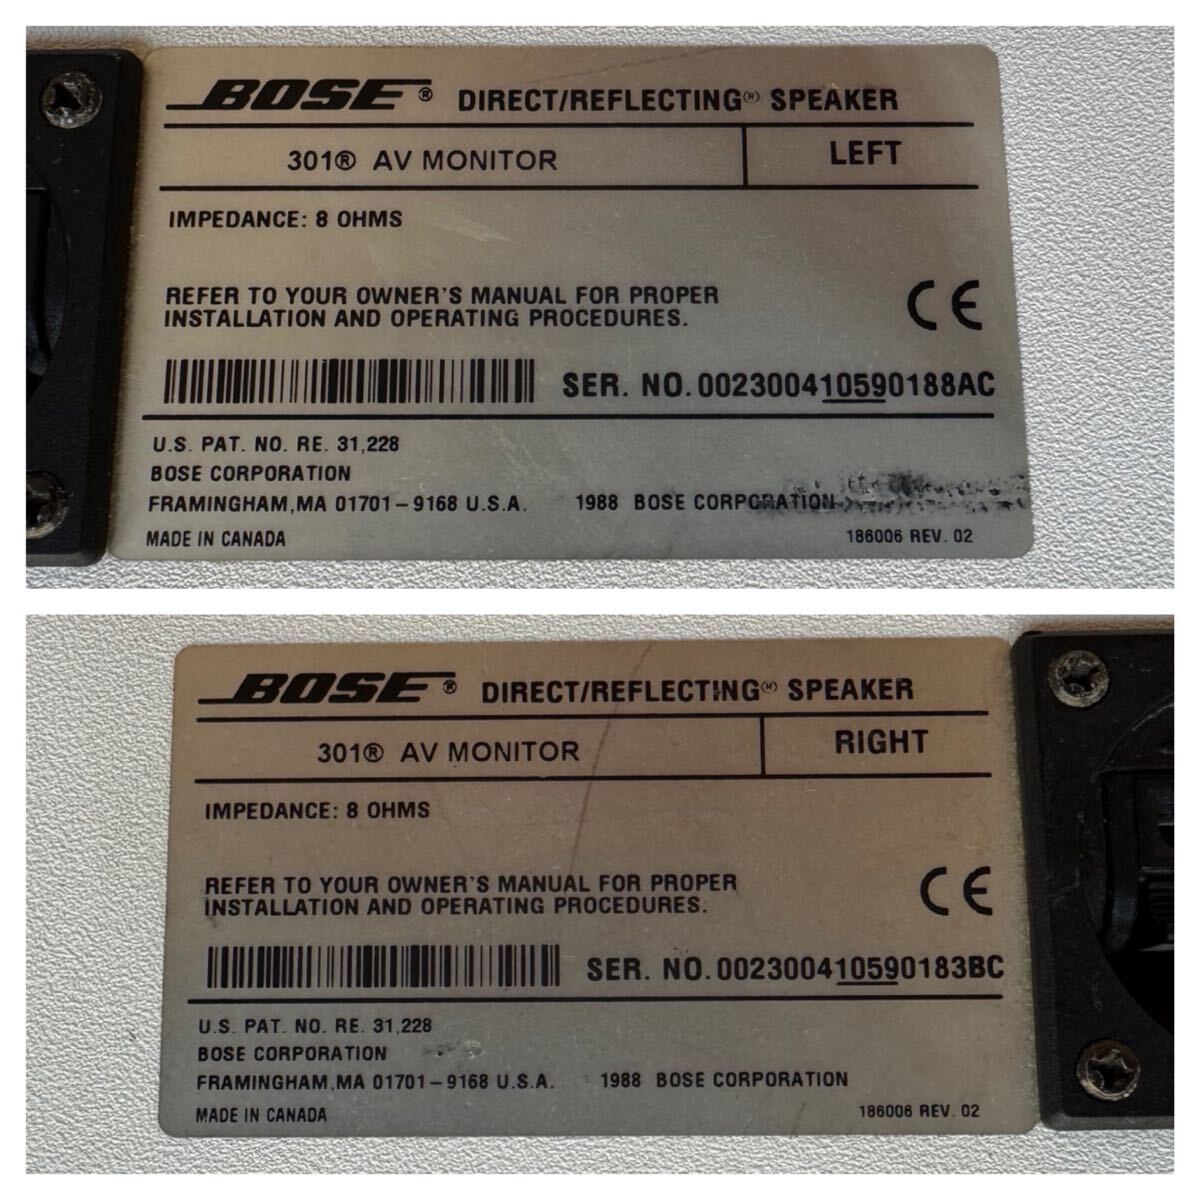 BOSE® DIRECT/REFLECTING® SPEAKER
301® AV MONITOR LEFT
IMPEDANCE: 8 OHMS
REFER TO YOUR OWNER'S MANUAL FOR PROPER
INSTALLATION AND OPERATING PROCEDURES.
CE
SER. NO. 002300410590188AC
U.S. PAT. NO. RE. 31,228
BOSE CORPORATION
FRAMINGHAM,MA 01701-9168 U.S.A. 1988 BOSE CORPORATION
MADE IN CANADA 186006 REV. 02
BOSE® DIRECT/REFLECTING® SPEAKER
301® AV MONITOR RIGHT
IMPEDANCE: 8 OHMS
REFER TO YOUR OWNER'S MANUAL FOR PROPER
INSTALLATION AND OPERATING PROCEDURES.
CE
SER. NO. 002300410590183BC
U.S. PAT. NO. RE. 31,228
BOSE CORPORATION
FRAMINGHAM,MA 01701-9168 U.S.A. 1988 BOSE CORPORATION
MADE IN CANADA 186006 REV. 02